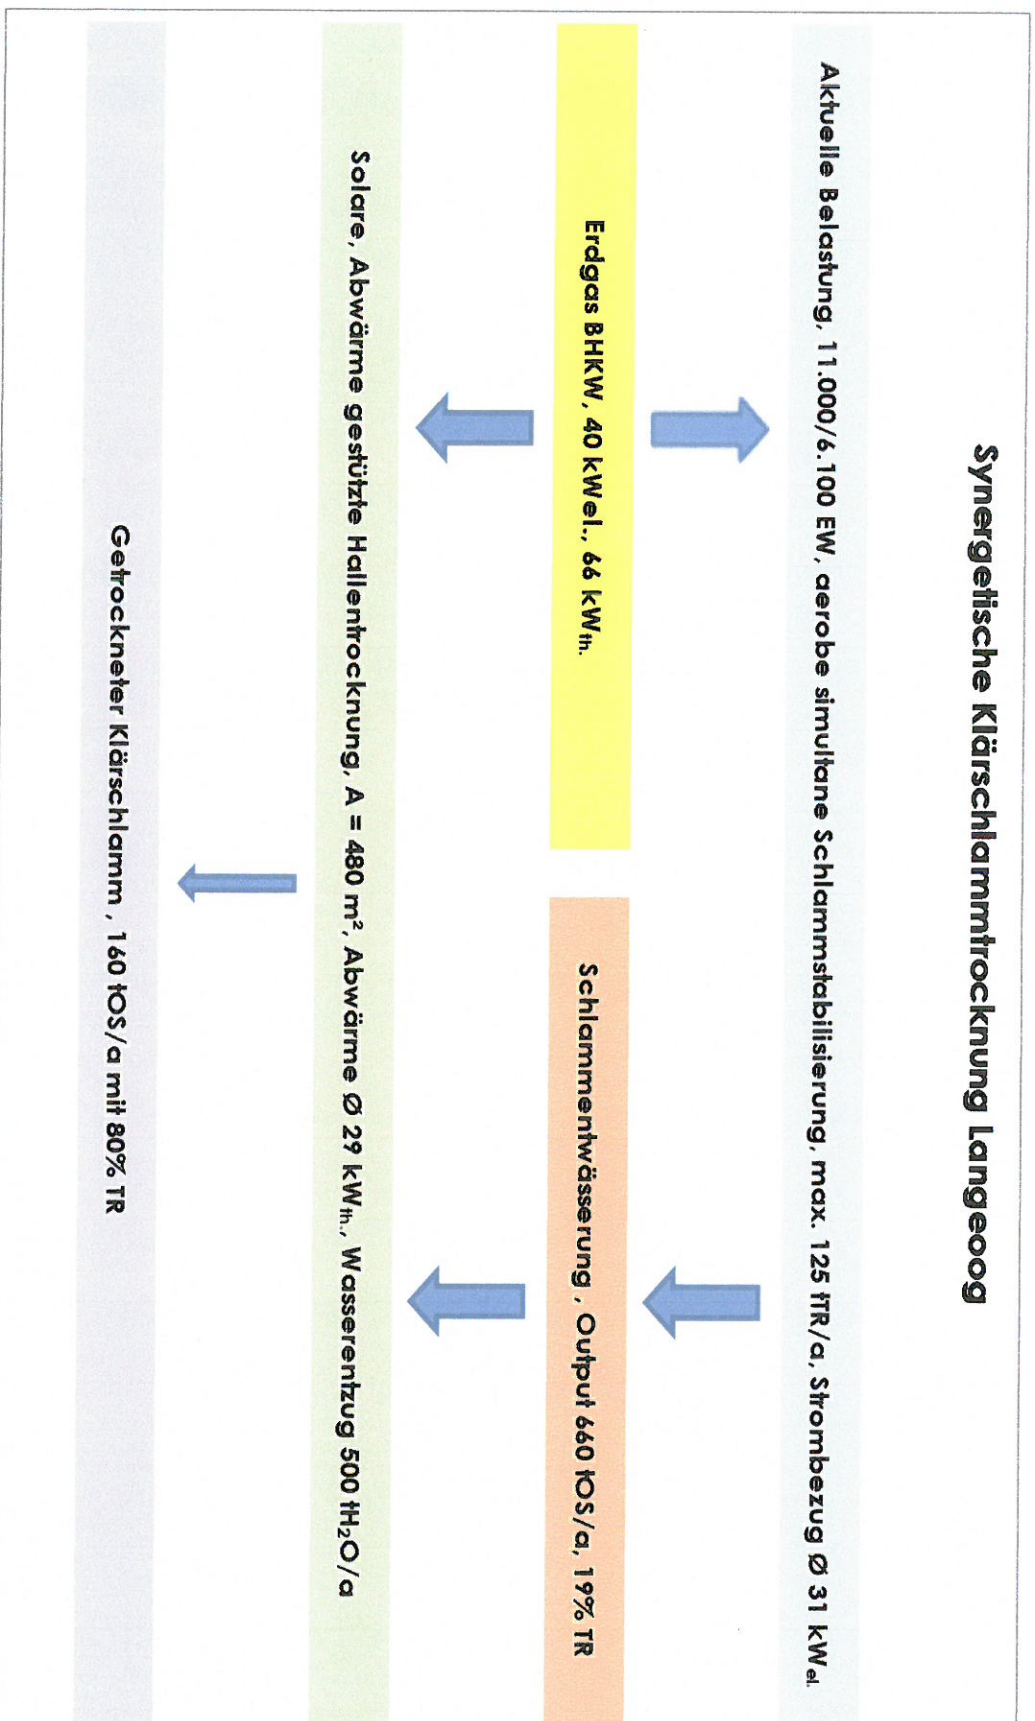 Synergetische Klärschlammtrocknung Langeoog
Aktuelle Belastung, 11.000/6.100 EW, aerobe simultane Schlammstabilisierung, max. 125 tTR/a, Strombezug Ø 31 kWel.
Erdgas BHKW, 40 kWel., 66 kWth.
Schlammentwässerung , Output 660 tOS/a, 19% TR
Solare, Abwärme gestützte Hallentrocknung, A = 480 m², Abwärme Ø 29 kWth., Wasserentzug 500 tH₂O/a
Getrockneter Klärschlamm , 160 tOS/a mit 80% TR